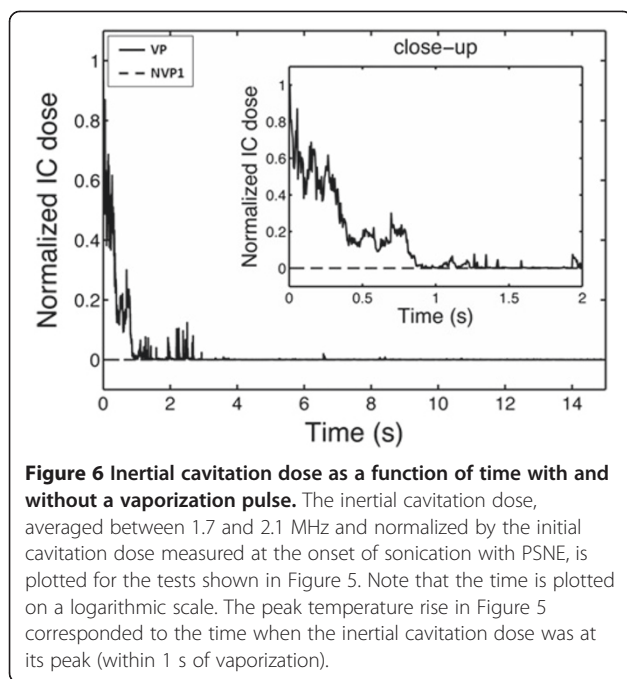 VP
NVP1
close-up
Normalized IC dose
1
0.8
0.6
0.4
0.2
0
0 2 4 6 8 10 12 14
Time (s)
Normalized IC dose
1
0.8
0.6
0.4
0.2
0
0 0.5 1 1.5 2
Time (s)
Figure 6 Inertial cavitation dose as a function of time with and
without a vaporization pulse. The inertial cavitation dose,
averaged between 1.7 and 2.1 MHz and normalized by the initial
cavitation dose measured at the onset of sonication with PSNE, is
plotted for the tests shown in Figure 5. Note that the time is plotted
on a logarithmic scale. The peak temperature rise in Figure 5
corresponded to the time when the inertial cavitation dose was at
its peak (within 1 s of vaporization).